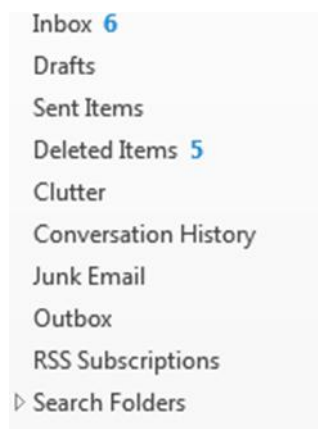 Inbox 6
Drafts
Sent Items
Deleted Items 5
Clutter
Conversation History
Junk Email
Outbox
RSS Subscriptions
Search Folders